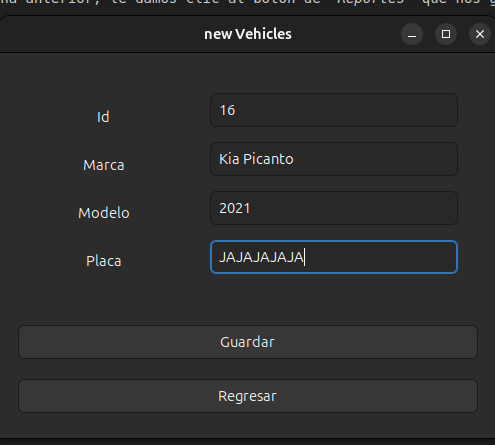 na anterior, le damos clic al botón de "Reportes" que nos g
new Vehicles
Id 16
Marca Kia Picanto
Modelo 2021
Placa JAJAJAJAJA
Guardar
Regresar